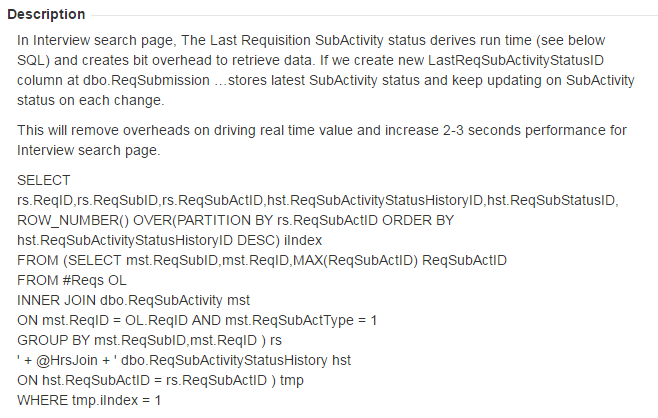 Description
In Interview search page, The Last Requisition SubActivity status derives run time (see below
SQL) and creates bit overhead to retrieve data. If we create new LastReqSubActivityStatusID
column at dbo.ReqSubmission …stores latest SubActivity status and keep updating on SubActivity
status on each change.
This will remove overheads on driving real time value and increase 2-3 seconds performance for
Interview search page.
SELECT
rs.ReqID,rs.ReqSubID,rs.ReqSubActID,hst.ReqSubActivityStatusHistoryID,hst.ReqSubStatusID,
ROW_NUMBER() OVER(PARTITION BY rs.ReqSubActID ORDER BY
hst.ReqSubActivityStatusHistoryID DESC) iIndex
FROM (SELECT mst.ReqSubID,mst.ReqID,MAX(ReqSubActID) ReqSubActID
FROM #Reqs OL
INNER JOIN dbo.ReqSubActivity mst
ON mst.ReqID = OL.ReqID AND mst.ReqSubActType = 1
GROUP BY mst.ReqSubID,mst.ReqID ) rs
' + @HrsJoin + ' dbo.ReqSubActivityStatusHistory hst
ON hst.ReqSubActID = rs.ReqSubActID ) tmp
WHERE tmp.iIndex = 1